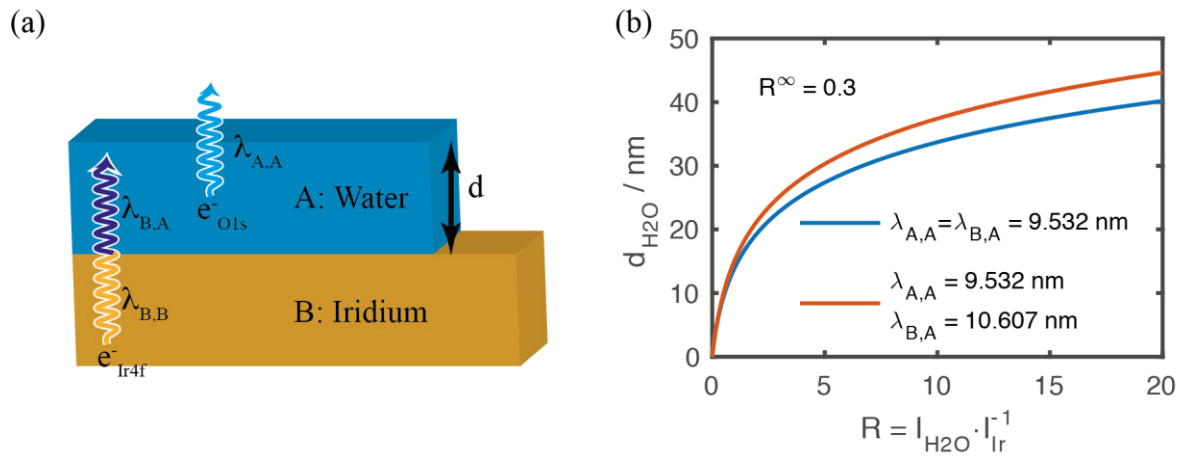 (a)
λA,A
A: Water
d
e-O1s
λB,A
λB,B
B: Iridium
e-Ir4f
(b)
50
40
30
20
10
0
dH2O / nm
R∞ = 0.3
λA,A=λB,A = 9.532 nm
λA,A = 9.532 nm
λB,A = 10.607 nm
0 5 10 15 20
R = IH2O·IIr-1